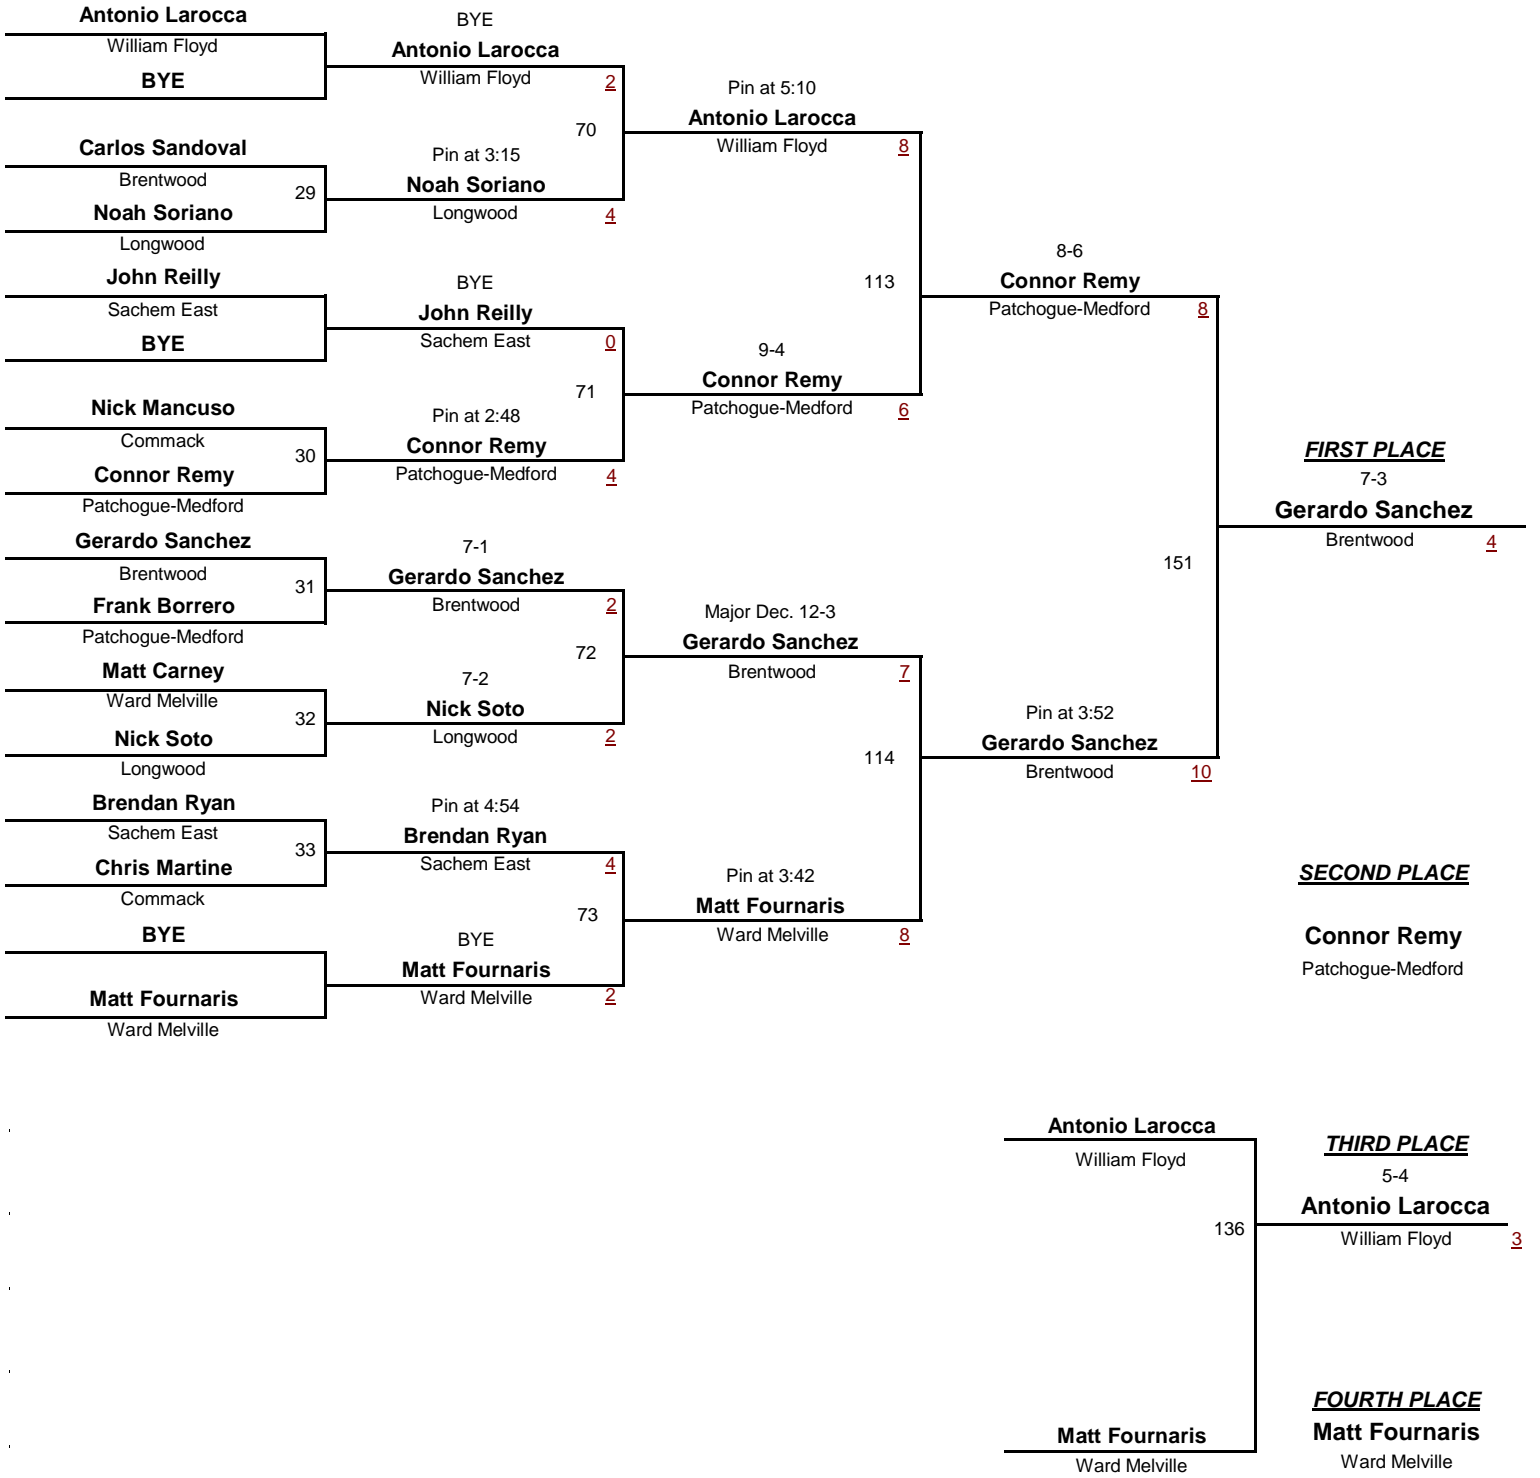 Antonio Larocca
William Floyd
BYE
Carlos Sandoval
Brentwood
29
Noah Soriano
Longwood
John Reilly
Sachem East
BYE
Nick Mancuso
Commack
30
Connor Remy
Patchogue-Medford
Gerardo Sanchez
Brentwood
31
Frank Borrero
Patchogue-Medford
Matt Carney
Ward Melville
32
Nick Soto
Longwood
Brendan Ryan
Sachem East
33
Chris Martine
Commack
BYE
Matt Fournaris
Ward Melville
BYE
Antonio Larocca
William Floyd 2
70
Pin at 3:15
Noah Soriano
Longwood 4
BYE
John Reilly
Sachem East 0
71
Pin at 2:48
Connor Remy
Patchogue-Medford 4
7-1
Gerardo Sanchez
Brentwood 2
72
7-2
Nick Soto
Longwood 2
Pin at 4:54
Brendan Ryan
Sachem East 4
73
BYE
Matt Fournaris
Ward Melville 2
Pin at 5:10
Antonio Larocca
William Floyd 8
113
9-4
Connor Remy
Patchogue-Medford 6
Major Dec. 12-3
Gerardo Sanchez
Brentwood 7
114
Pin at 3:42
Matt Fournaris
Ward Melville 8
8-6
Connor Remy
Patchogue-Medford 8
151
Pin at 3:52
Gerardo Sanchez
Brentwood 10
FIRST PLACE
7-3
Gerardo Sanchez
Brentwood 4
SECOND PLACE
Connor Remy
Patchogue-Medford
Antonio Larocca
William Floyd
136
Matt Fournaris
Ward Melville
THIRD PLACE
5-4
Antonio Larocca
William Floyd 3
FOURTH PLACE
Matt Fournaris
Ward Melville